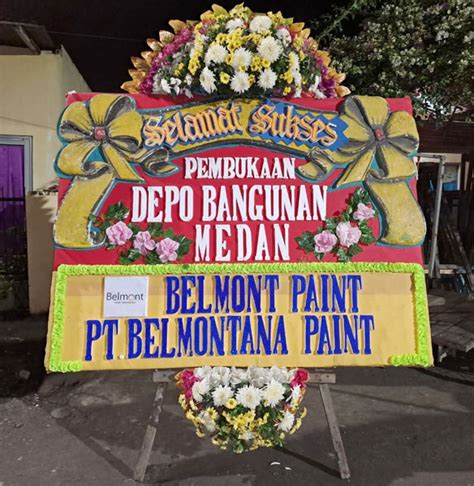 Selamat Sukses
PEMBUKAAN
DEPO BANGUNAN
MEDAN
Belmont
BELMONT PAINT
PT BELMONTANA PAINT